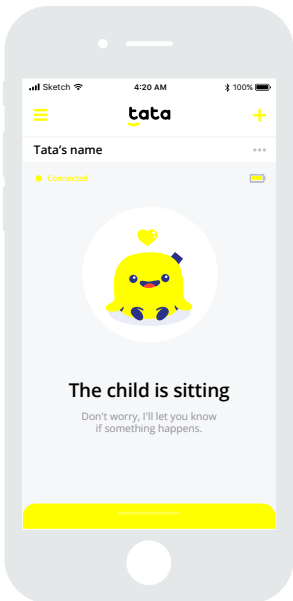 Sketch 4:20 AM 100%
tata
Tata's name
Connected
The child is sitting
Don't worry, I'll let you know
if something happens.